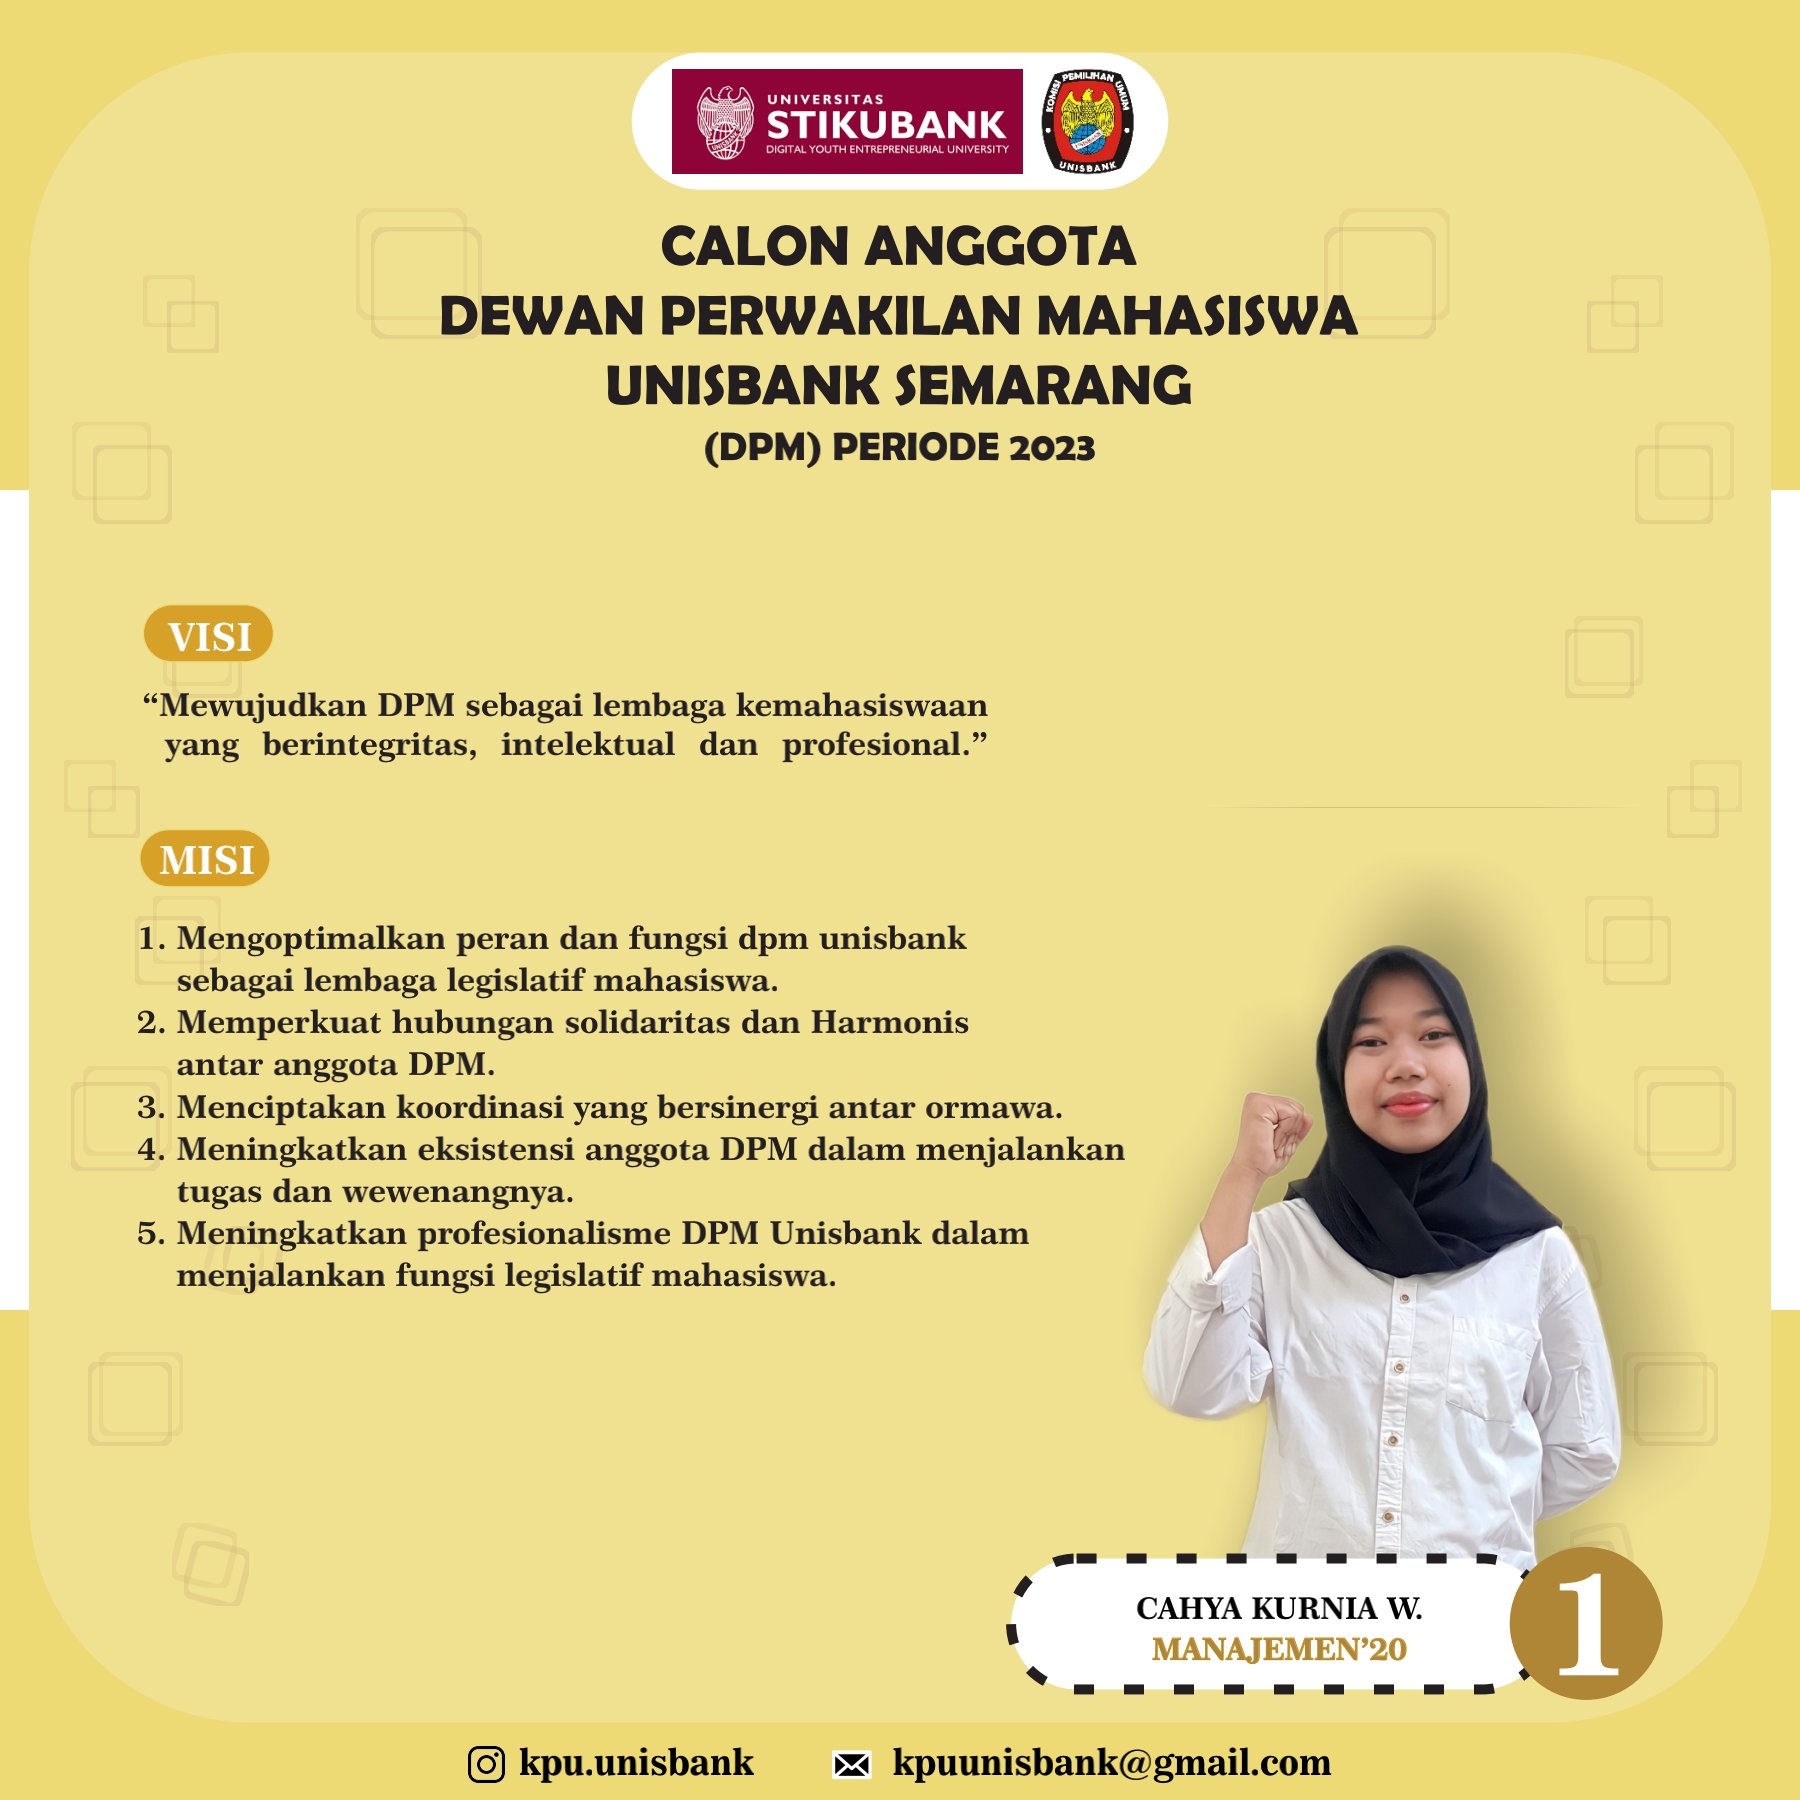 UNIVERSITAS
STIKUBANK
DIGITAL YOUTH ENTREPRENEURIAL UNIVERSITY
KOMISI PEMILIHAN UMUM
UNISBANK
CALON ANGGOTA
DEWAN PERWAKILAN MAHASISWA
UNISBANK SEMARANG
(DPM) PERIODE 2023
VISI
“Mewujudkan DPM sebagai lembaga kemahasiswaan
yang berintegritas, intelektual dan profesional.”
MISI
1. Mengoptimalkan peran dan fungsi dpm unisbank
sebagai lembaga legislatif mahasiswa.
2. Memperkuat hubungan solidaritas dan Harmonis
antar anggota DPM.
3. Menciptakan koordinasi yang bersinergi antar ormawa.
4. Meningkatkan eksistensi anggota DPM dalam menjalankan
tugas dan wewenangnya.
5. Meningkatkan profesionalisme DPM Unisbank dalam
menjalankan fungsi legislatif mahasiswa.
CAHYA KURNIA W.
MANAJEMEN’20
1
kpu.unisbank
kpuunisbank@gmail.com